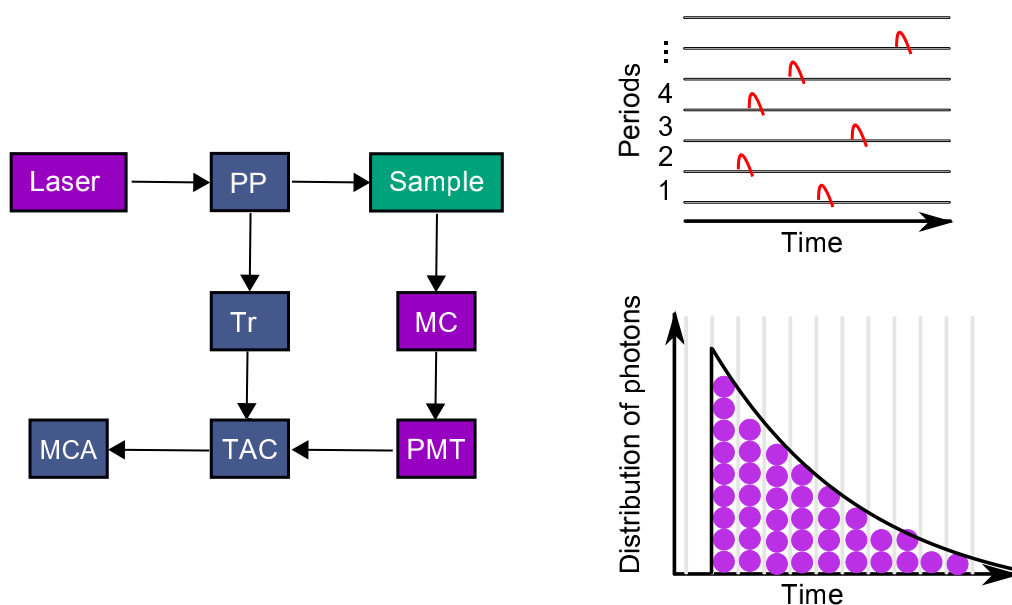 Laser
PP
Sample
Tr
MC
MCA
TAC
PMT
Periods
...
4
3
2
1
Time
Distribution of photons
Time